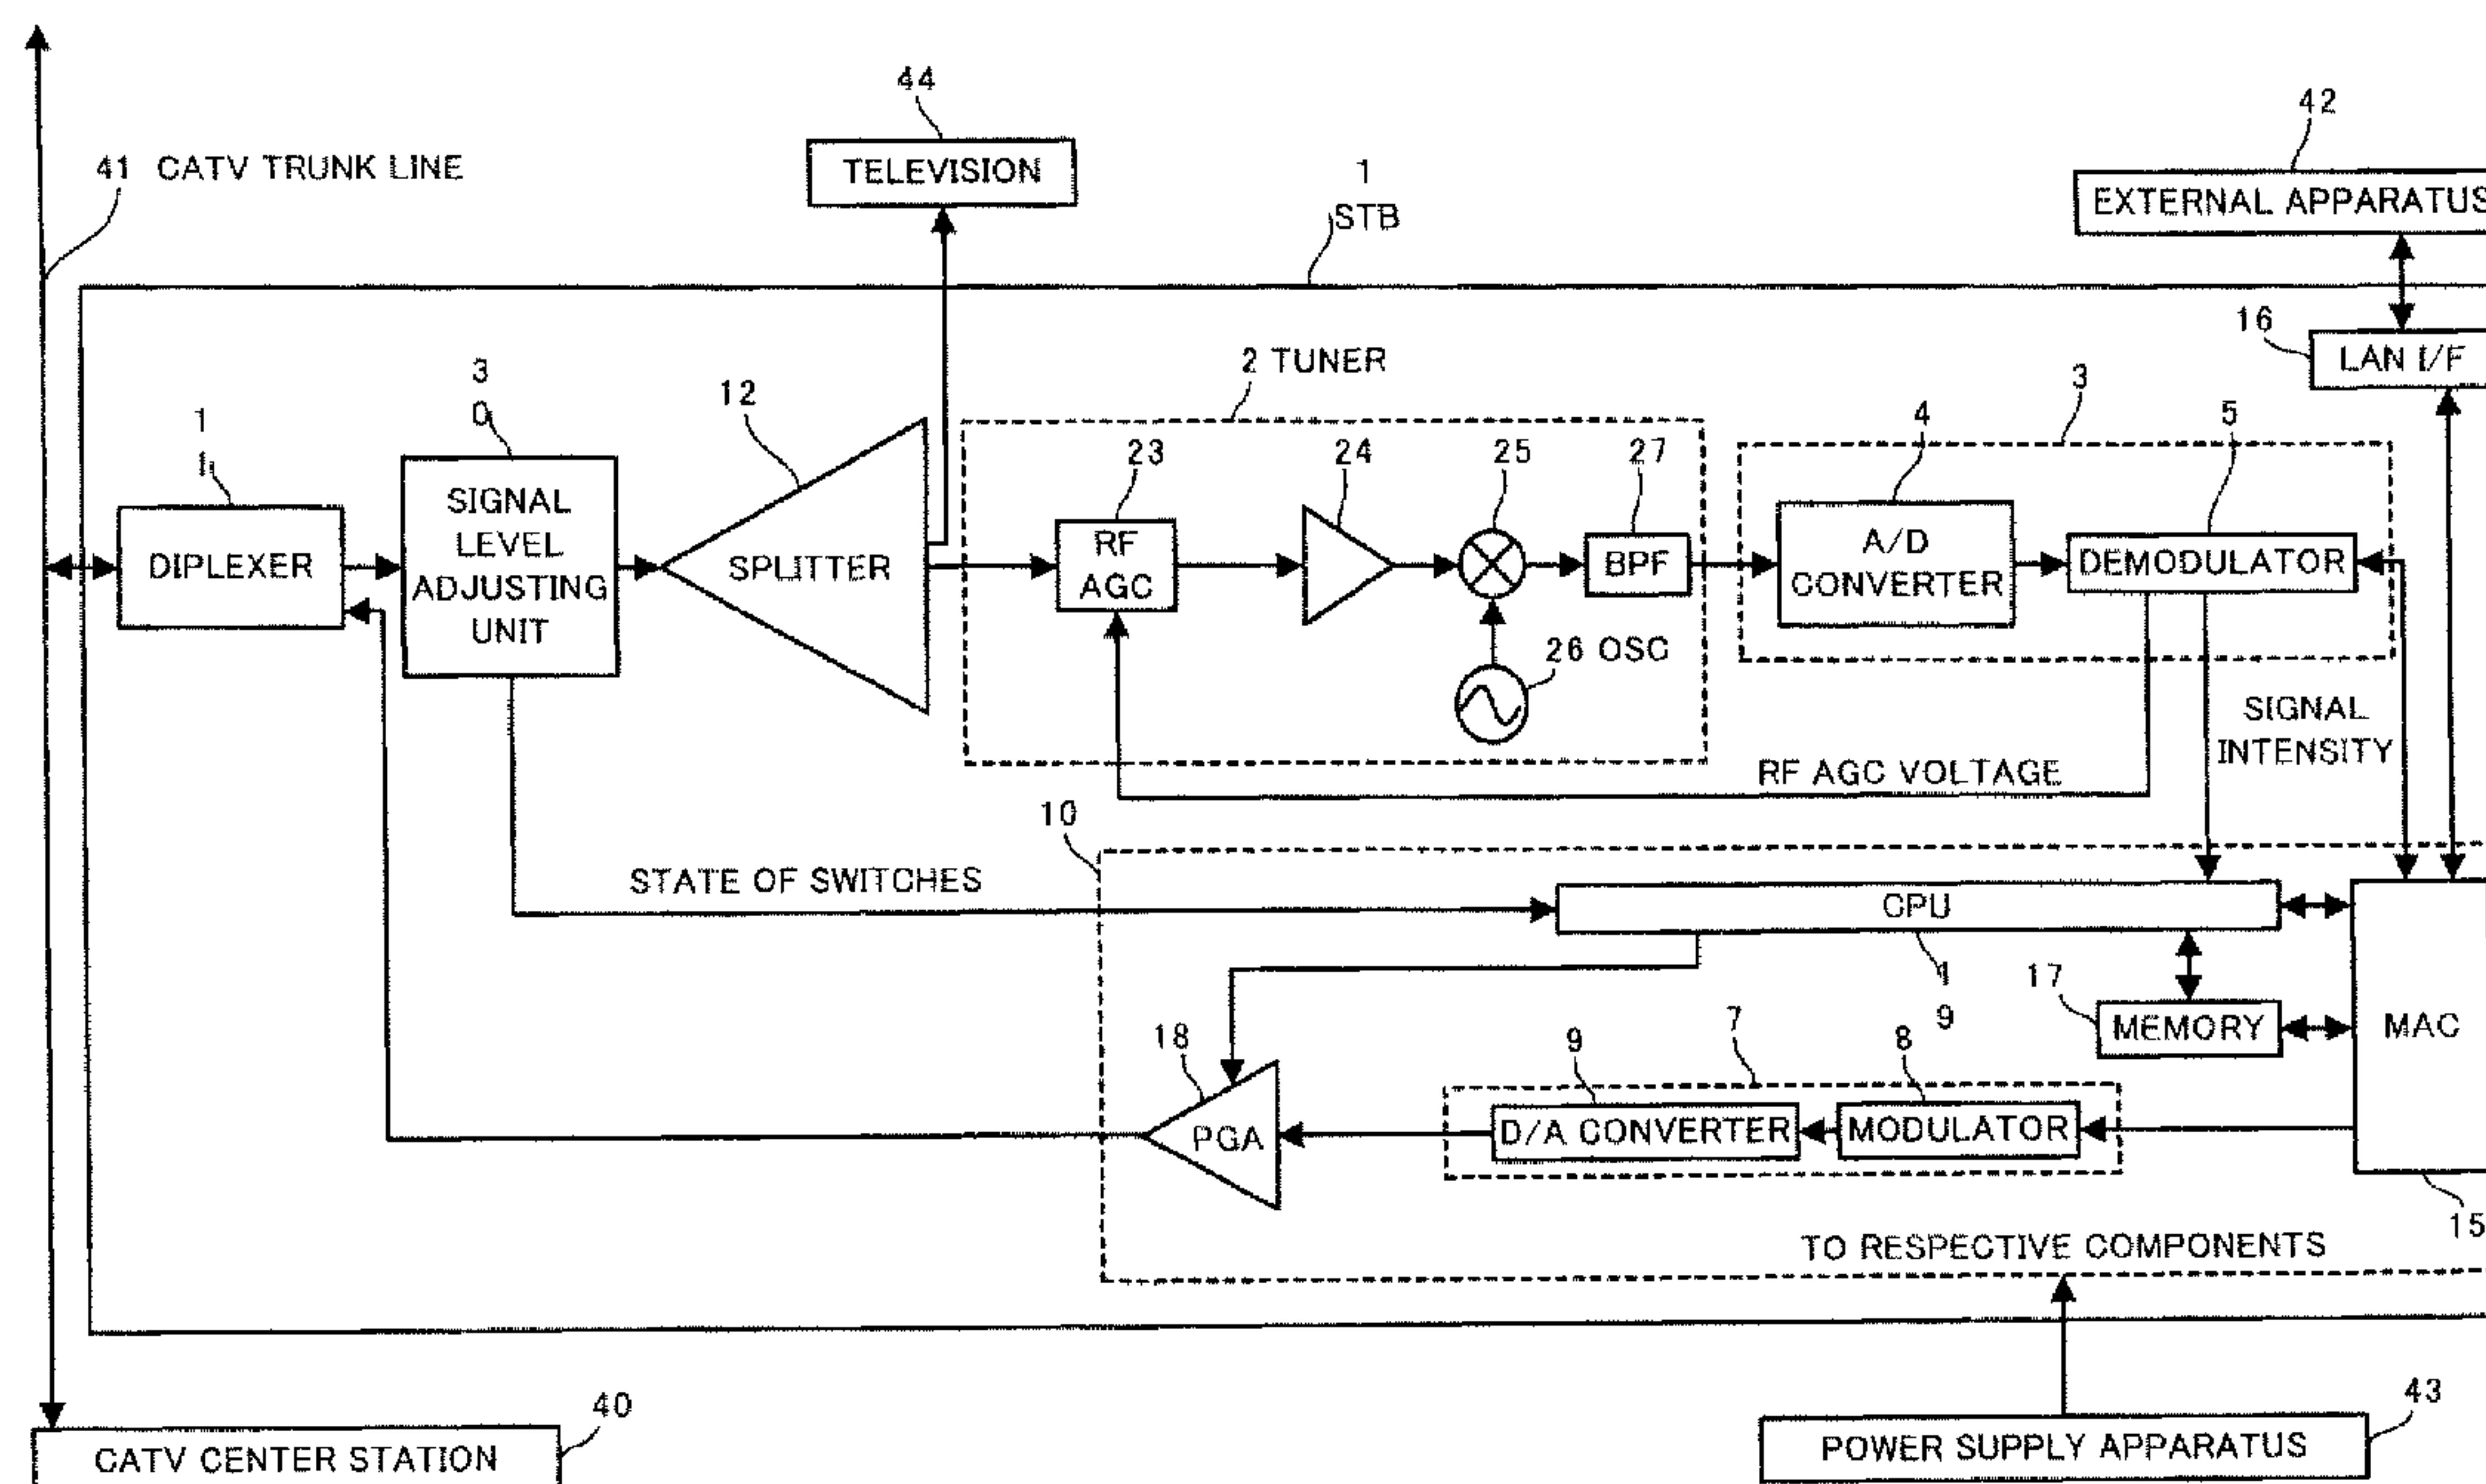 44
42
41 CATV TRUNK LINE
TELEVISION
1
STB
EXTERNAL APPARATUS
16
LAN I/F
2 TUNER
3
3
0
12
1
1
23
24
25
27
4
5
SIGNAL
LEVEL
ADJUSTING
UNIT
DIPLEXER
SPLITTER
RF
AGC
BPF
A/D
CONVERTER
DEMODULATOR
26 OSC
SIGNAL
INTENSITY
RF AGC VOLTAGE
10
STATE OF SWITCHES
CPU
1
9
17
MEMORY
MAC
18
9
8
7
PGA
D/A CONVERTER
MODULATOR
15
TO RESPECTIVE COMPONENTS
40
43
CATV CENTER STATION
POWER SUPPLY APPARATUS